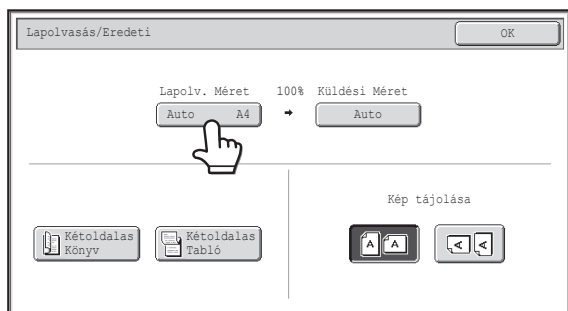 Lapolvasás/Eredeti
OK
Lapolv. Méret 100% Küldési Méret
Auto A4 Auto
Kép tájolása
Kétoldalas Könyv
Kétoldalas Tabló
A A A A